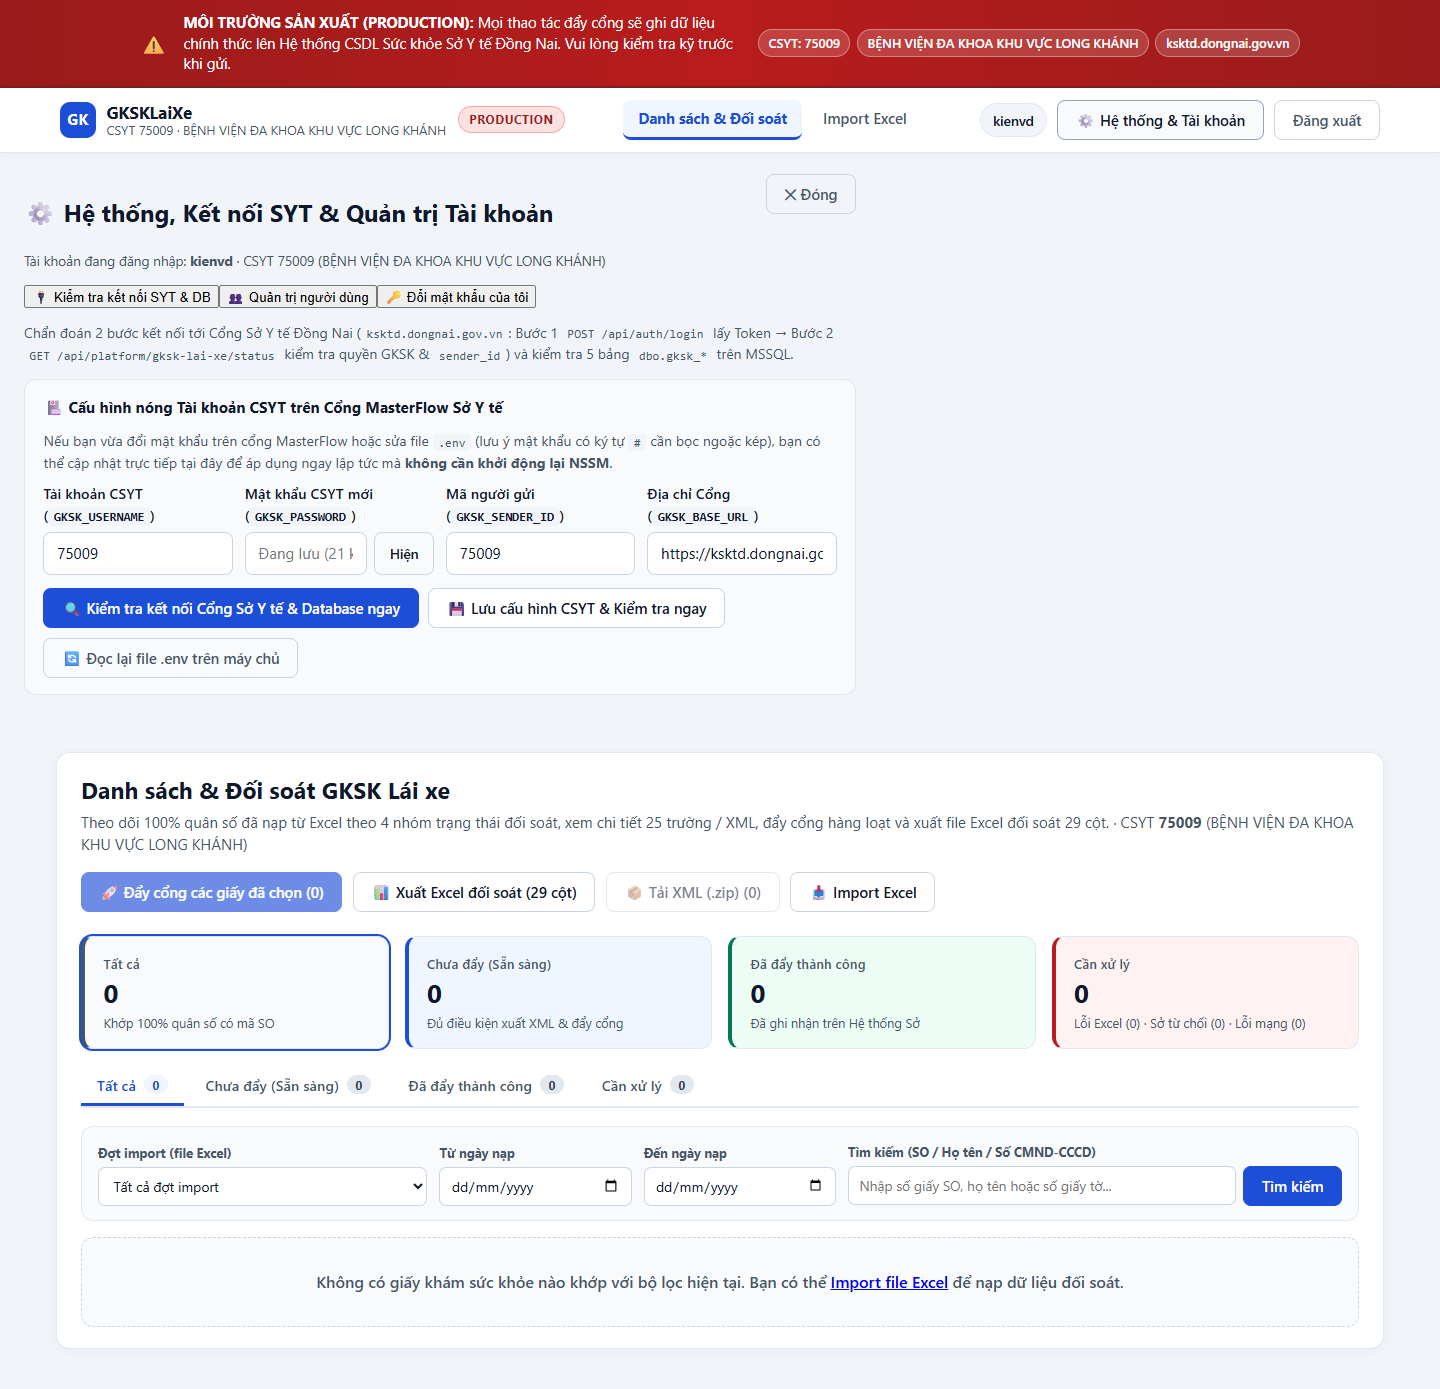 MÔI TRƯỜNG SẢN XUẤT (PRODUCTION): Mọi thao tác đẩy cổng sẽ ghi dữ liệu
chính thức lên Hệ thống CSDL Sức khỏe Sở Y tế Đồng Nai. Vui lòng kiểm tra kỹ trước
khi gửi.
CSYT: 75009
BỆNH VIỆN ĐA KHOA KHU VỰC LONG KHÁNH
ksktd.dongnai.gov.vn
GK
GKSKLaiXe
CSYT 75009 · BỆNH VIỆN ĐA KHOA KHU VỰC LONG KHÁNH
PRODUCTION
Danh sách & Đối soát
Import Excel
kienvd
Hệ thống & Tài khoản
Đăng xuất
Hệ thống, Kết nối SYT & Quản trị Tài khoản
Đóng
Tài khoản đang đăng nhập: kienvd · CSYT 75009 (BỆNH VIỆN ĐA KHOA KHU VỰC LONG KHÁNH)
Kiểm tra kết nối SYT & DB
Quản trị người dùng
Đổi mật khẩu của tôi
Chẩn đoán 2 bước kết nối tới Cổng Sở Y tế Đồng Nai ( ksktd.dongnai.gov.vn : Bước 1 POST /api/auth/login lấy Token → Bước 2
GET /api/platform/gksk-lai-xe/status kiểm tra quyền GKSK & sender_id ) và kiểm tra 5 bảng dbo.gksk_* trên MSSQL.
Cấu hình nóng Tài khoản CSYT trên Cổng MasterFlow Sở Y tế
Nếu bạn vừa đổi mật khẩu trên cổng MasterFlow hoặc sửa file .env (lưu ý mật khẩu có ký tự # cần bọc ngoặc kép), bạn có
thể cập nhật trực tiếp tại đây để áp dụng ngay lập tức mà không cần khởi động lại NSSM.
Tài khoản CSYT
( GKSK_USERNAME )
Mật khẩu CSYT mới
( GKSK_PASSWORD )
Mã người gửi
( GKSK_SENDER_ID )
Địa chỉ Cổng
( GKSK_BASE_URL )
75009
Đang lưu (21
Hiện
75009
https://ksktd.dongnai.gc
Kiểm tra kết nối Cổng Sở Y tế & Database ngay
Lưu cấu hình CSYT & Kiểm tra ngay
Đọc lại file .env trên máy chủ
Danh sách & Đối soát GKSK Lái xe
Theo dõi 100% quân số đã nạp từ Excel theo 4 nhóm trạng thái đối soát, xem chi tiết 25 trường / XML, đẩy cổng hàng loạt và xuất file Excel đối soát 29 cột. · CSYT 75009 (BỆNH VIỆN ĐA KHOA
KHU VỰC LONG KHÁNH)
Đẩy cổng các giấy đã chọn (0)
Xuất Excel đối soát (29 cột)
Tải XML (.zip) (0)
Import Excel
Tất cả
0
Khớp 100% quân số có mã SO
Chưa đẩy (Sẵn sàng)
0
Đủ điều kiện xuất XML & đẩy cổng
Đã đẩy thành công
0
Đã ghi nhận trên Hệ thống Sở
Cần xử lý
0
Lỗi Excel (0) · Sở từ chối (0) · Lỗi mạng (0)
Tất cả 0
Chưa đẩy (Sẵn sàng) 0
Đã đẩy thành công 0
Cần xử lý 0
Đợt import (file Excel)
Từ ngày nạp
Đến ngày nạp
Tìm kiếm (SO / Họ tên / Số CMND-CCCD)
Tất cả đợt import
dd/mm/yyyy
dd/mm/yyyy
Nhập số giấy SO, họ tên hoặc số giấy tờ...
Tìm kiếm
Không có giấy khám sức khỏe nào khớp với bộ lọc hiện tại. Bạn có thể Import file Excel để nạp dữ liệu đối soát.